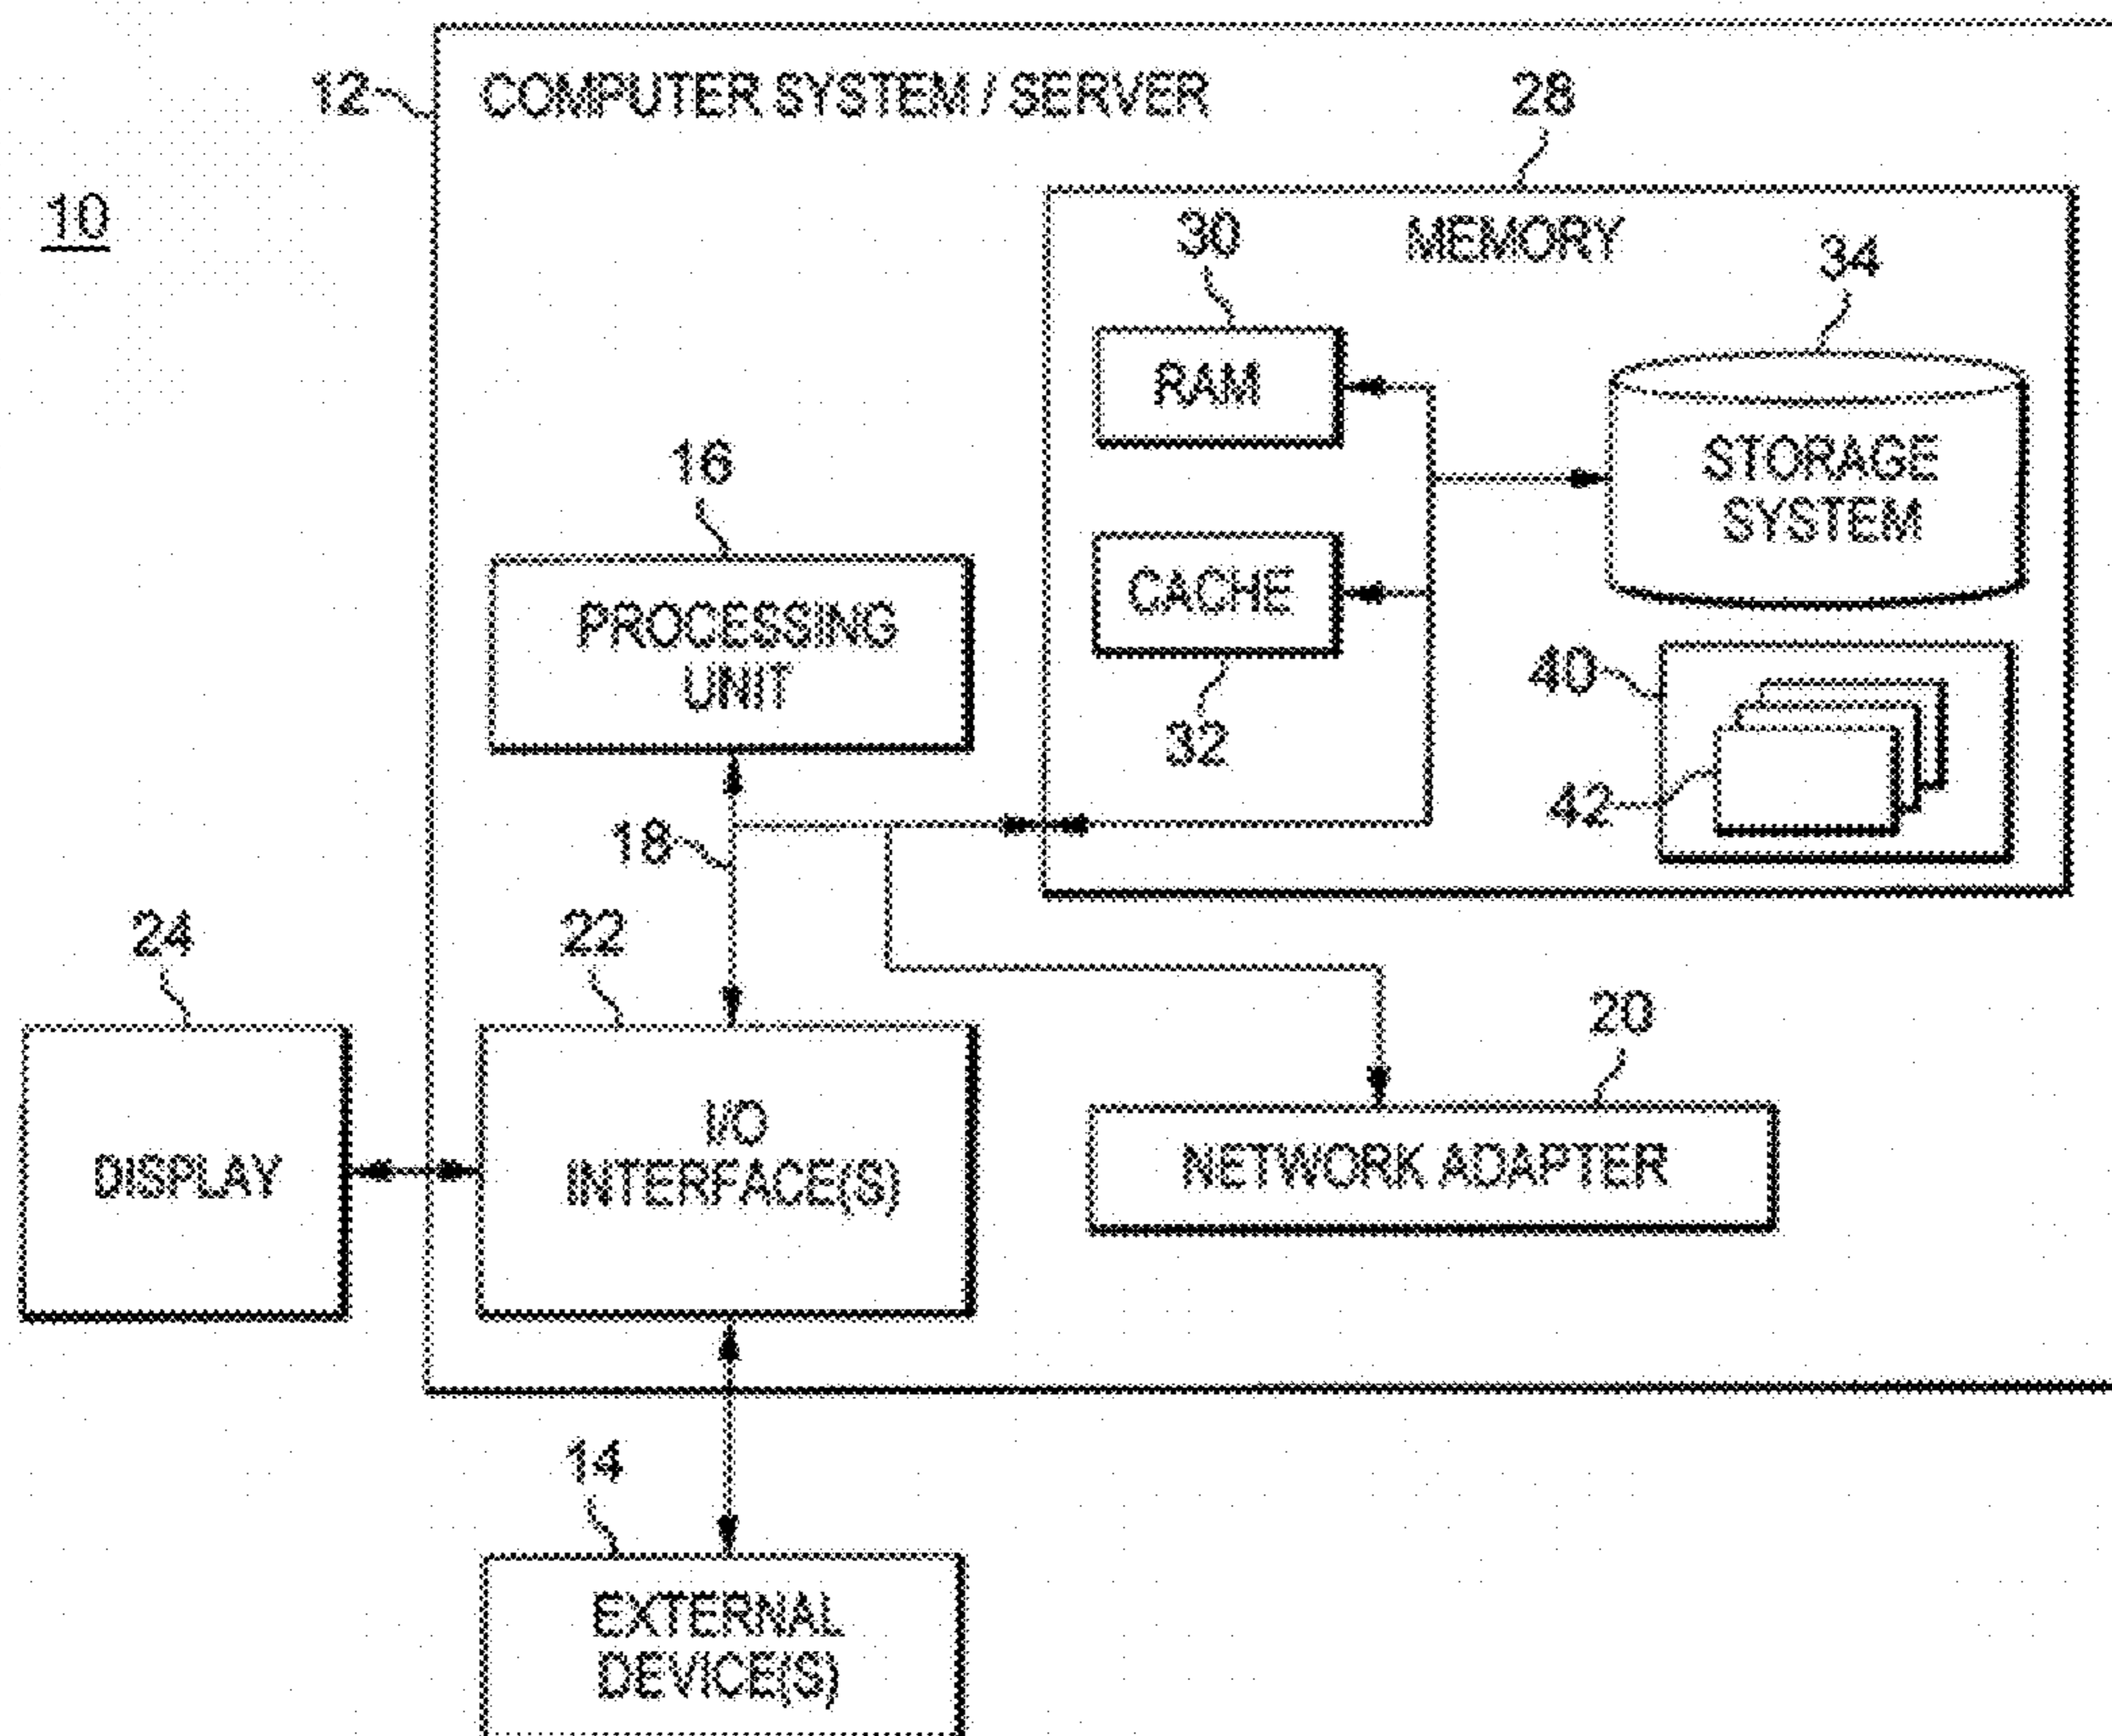 12
COMPUTER SYSTEM / SERVER
28
10
30
MEMORY
34
RAM
16
STORAGE
SYSTEM
PROCESSING
UNIT
CACHE
32
40
42
18
24
22
20
DISPLAY
I/O
INTERFACE(S)
NETWORK ADAPTER
14
EXTERNAL
DEVICE(S)